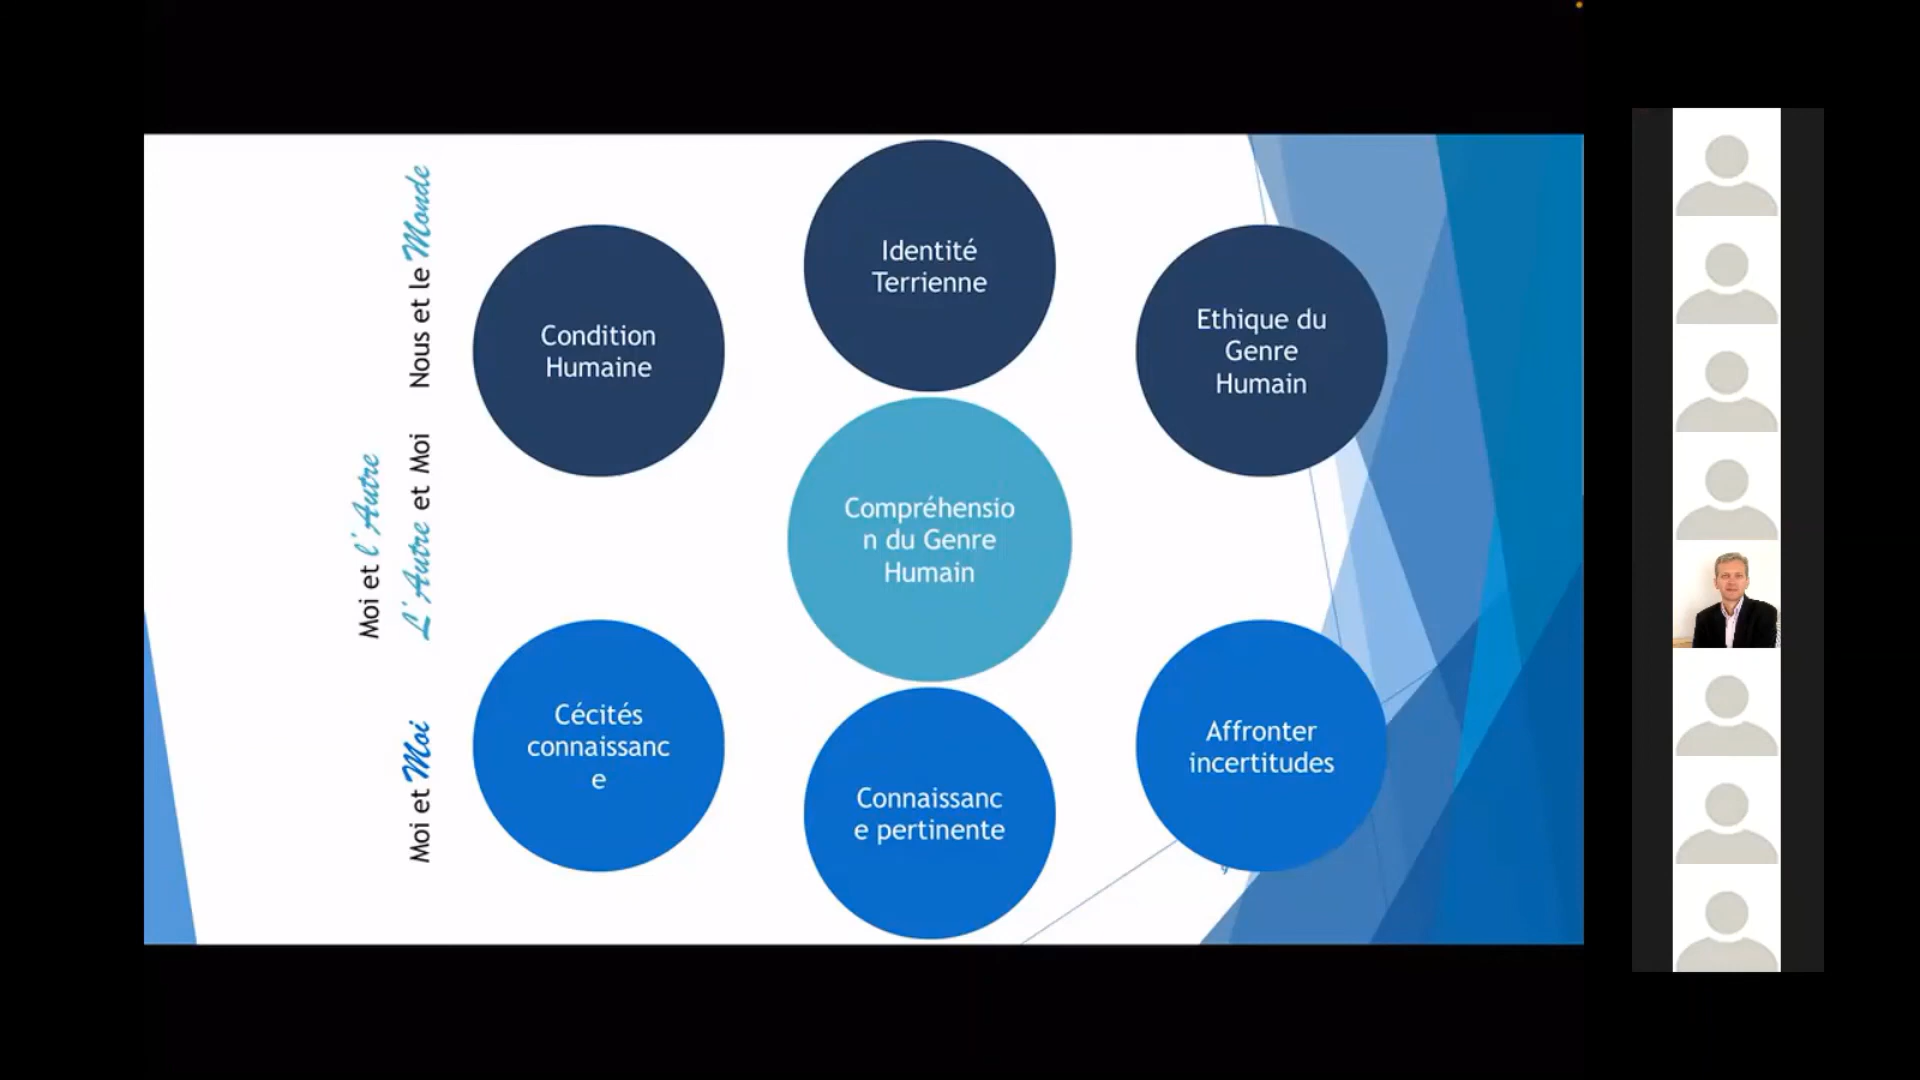 Nous et le Monde
Moi et l'Autre
L'Autre et Moi
Moi et Moi
Identité
Terrienne
Condition
Humaine
Ethique du
Genre
Humain
Compréhensio
n du Genre
Humain
Cécités
connaissanc
e
Connaissanc
e pertinente
Affronter
incertitudes